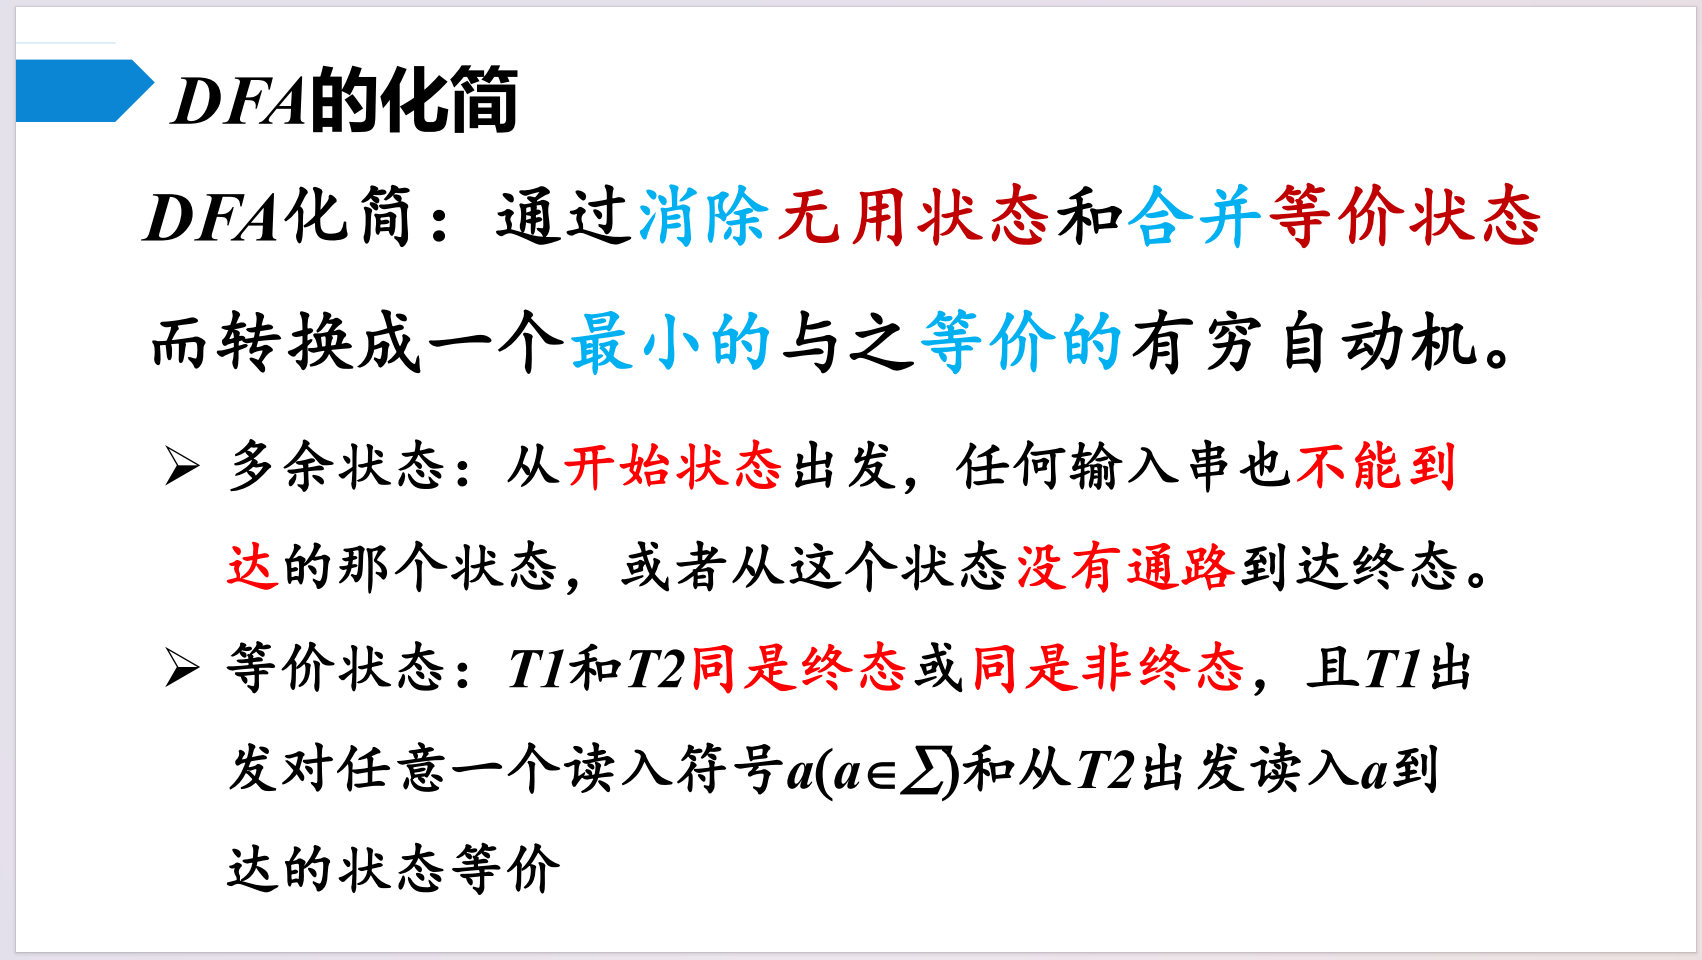 DFA的化简
DFA化简：通过消除无用状态和合并等价状态
而转换成一个最小的与之等价的有穷自动机。
➢ 多余状态：从开始状态出发，任何输入串也不能到
达的那个状态，或者从这个状态没有通路到达终态。
➢ 等价状态：T1和T2同是终态或同是非终态，且T1出
发对任意一个读入符号a(a∈∑)和从T2出发读入a到
达的状态等价